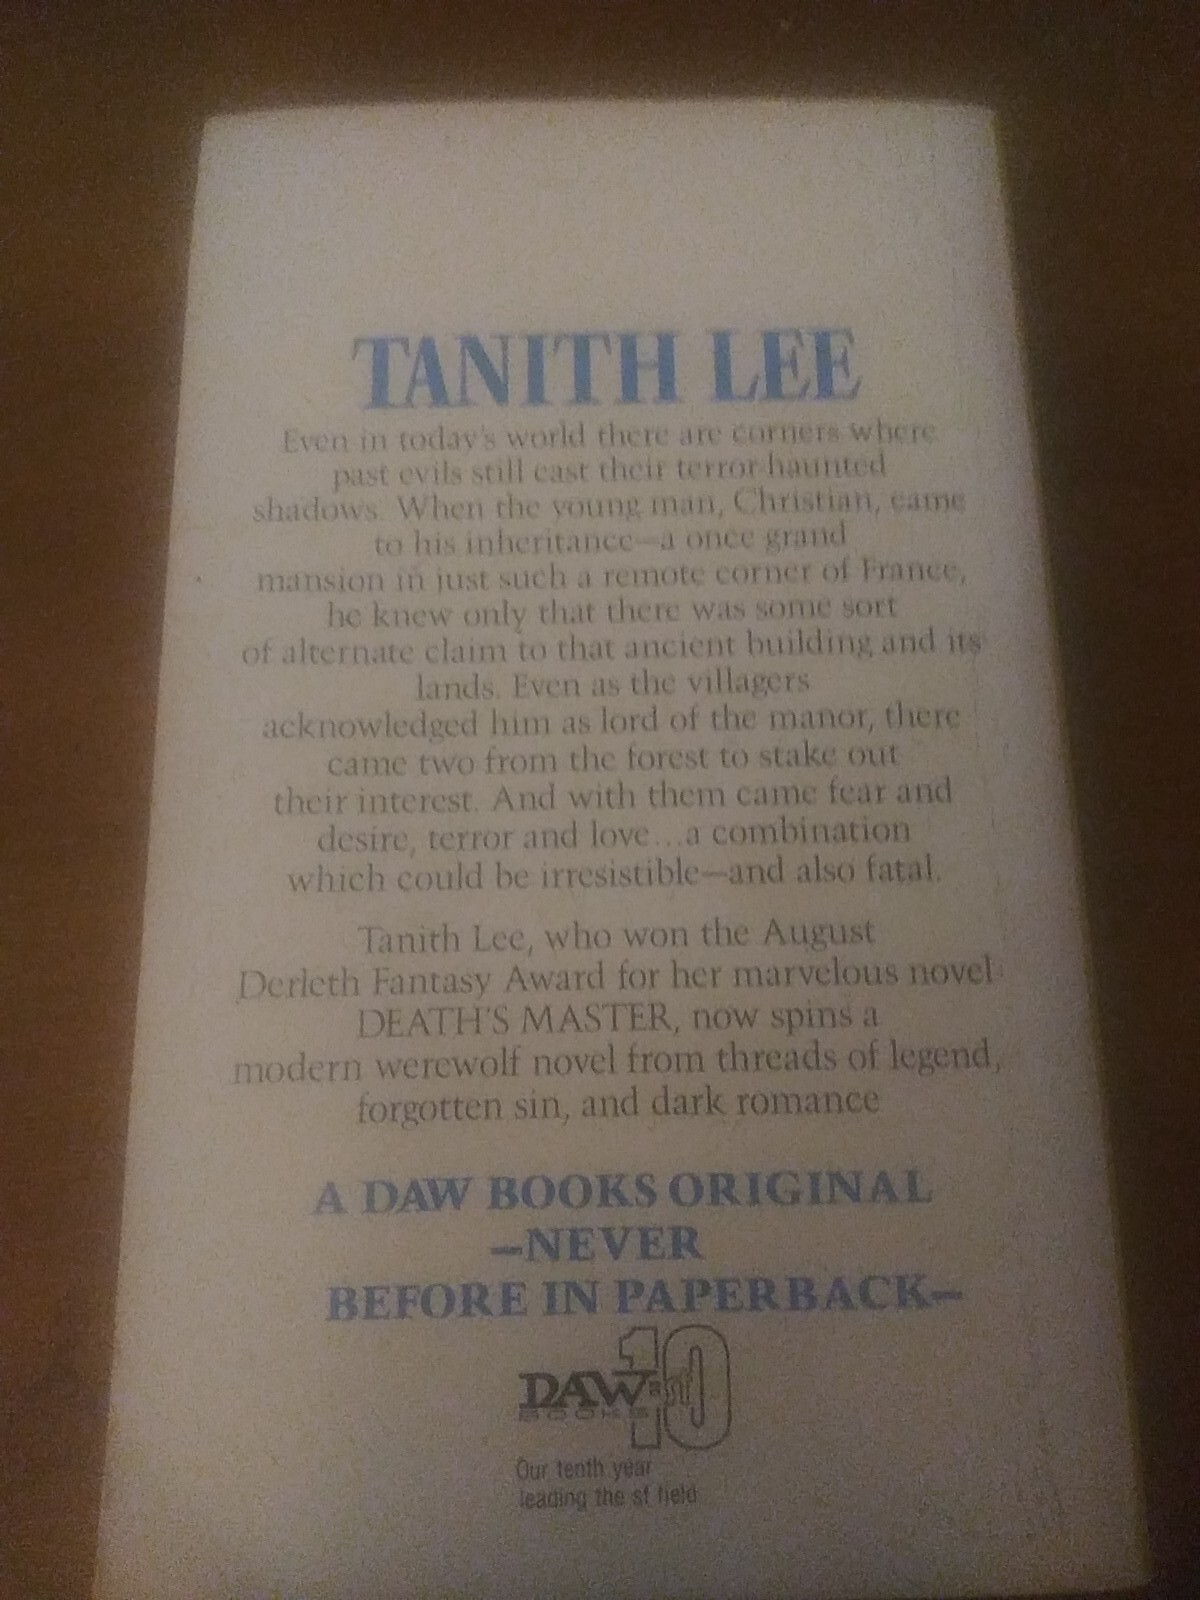 TANITH LEE
Even in today's world there are corners where
past evils still cast their terror-haunted
shadows. When the young man, Christian, came
to his inheritance—a once grand
mansion in just such a remote corner of France,
he knew only that there was some sort
of alternate claim to that ancient building and its
lands. Even as the villagers
acknowledged him as lord of the manor, there
came two from the forest to stake out
their interest. And with them came fear and
desire, terror and love...a combination
which could be irresistible—and also fatal.
Tanith Lee, who won the August
Derleth Fantasy Award for her marvelous novel
DEATH'S MASTER, now spins a
modern werewolf novel from threads of legend,
forgotten sin, and dark romance
A DAW BOOKS ORIGINAL
—NEVER
BEFORE IN PAPERBACK—
DAW sf 10
BOOKS
Our tenth year
leading the sf field